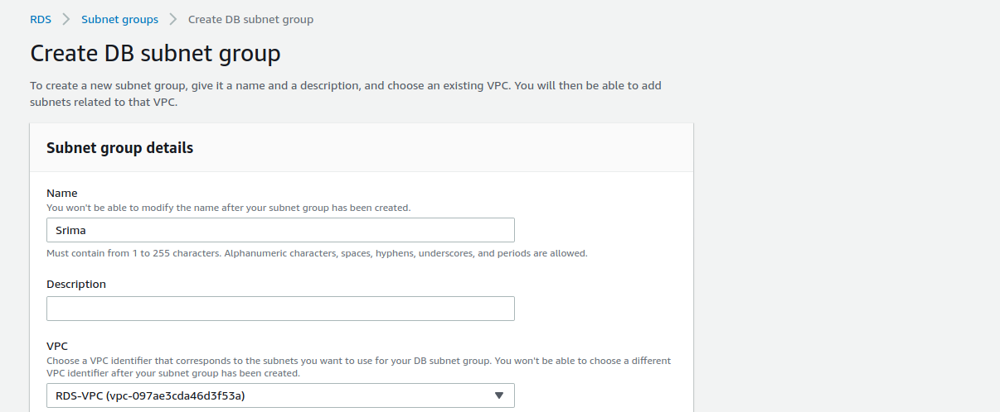 RDS > Subnet groups > Create DB subnet group
Create DB subnet group
To create a new subnet group, give it a name and a description, and choose an existing VPC. You will then be able to add
subnets related to that VPC.
Subnet group details
Name
You won't be able to modify the name after your subnet group has been created.
Srima
Must contain from 1 to 255 characters. Alphanumeric characters, spaces, hyphens, underscores, and periods are allowed.
Description
VPC
Choose a VPC identifier that corresponds to the subnets you want to use for your DB subnet group. You won't be able to choose a different
VPC identifier after your subnet group has been created.
RDS-VPC (vpc-097ae3cda46d3f53a)